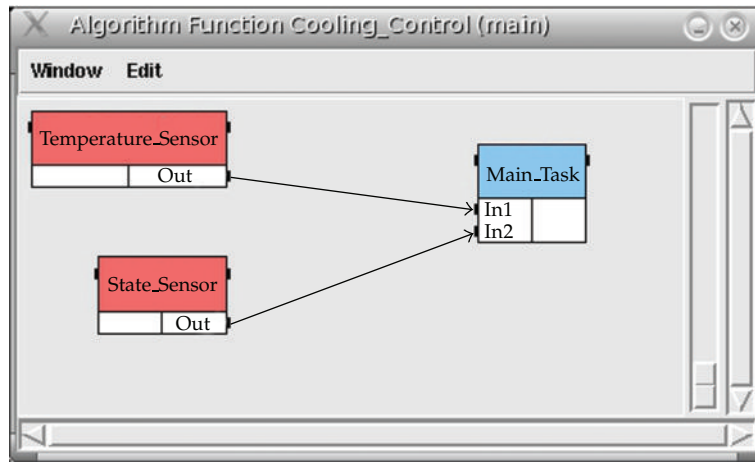 Algorithm Function Cooling_Control (main)
Window Edit
Temperature_Sensor
Out
Main_Task
In1
In2
State_Sensor
Out